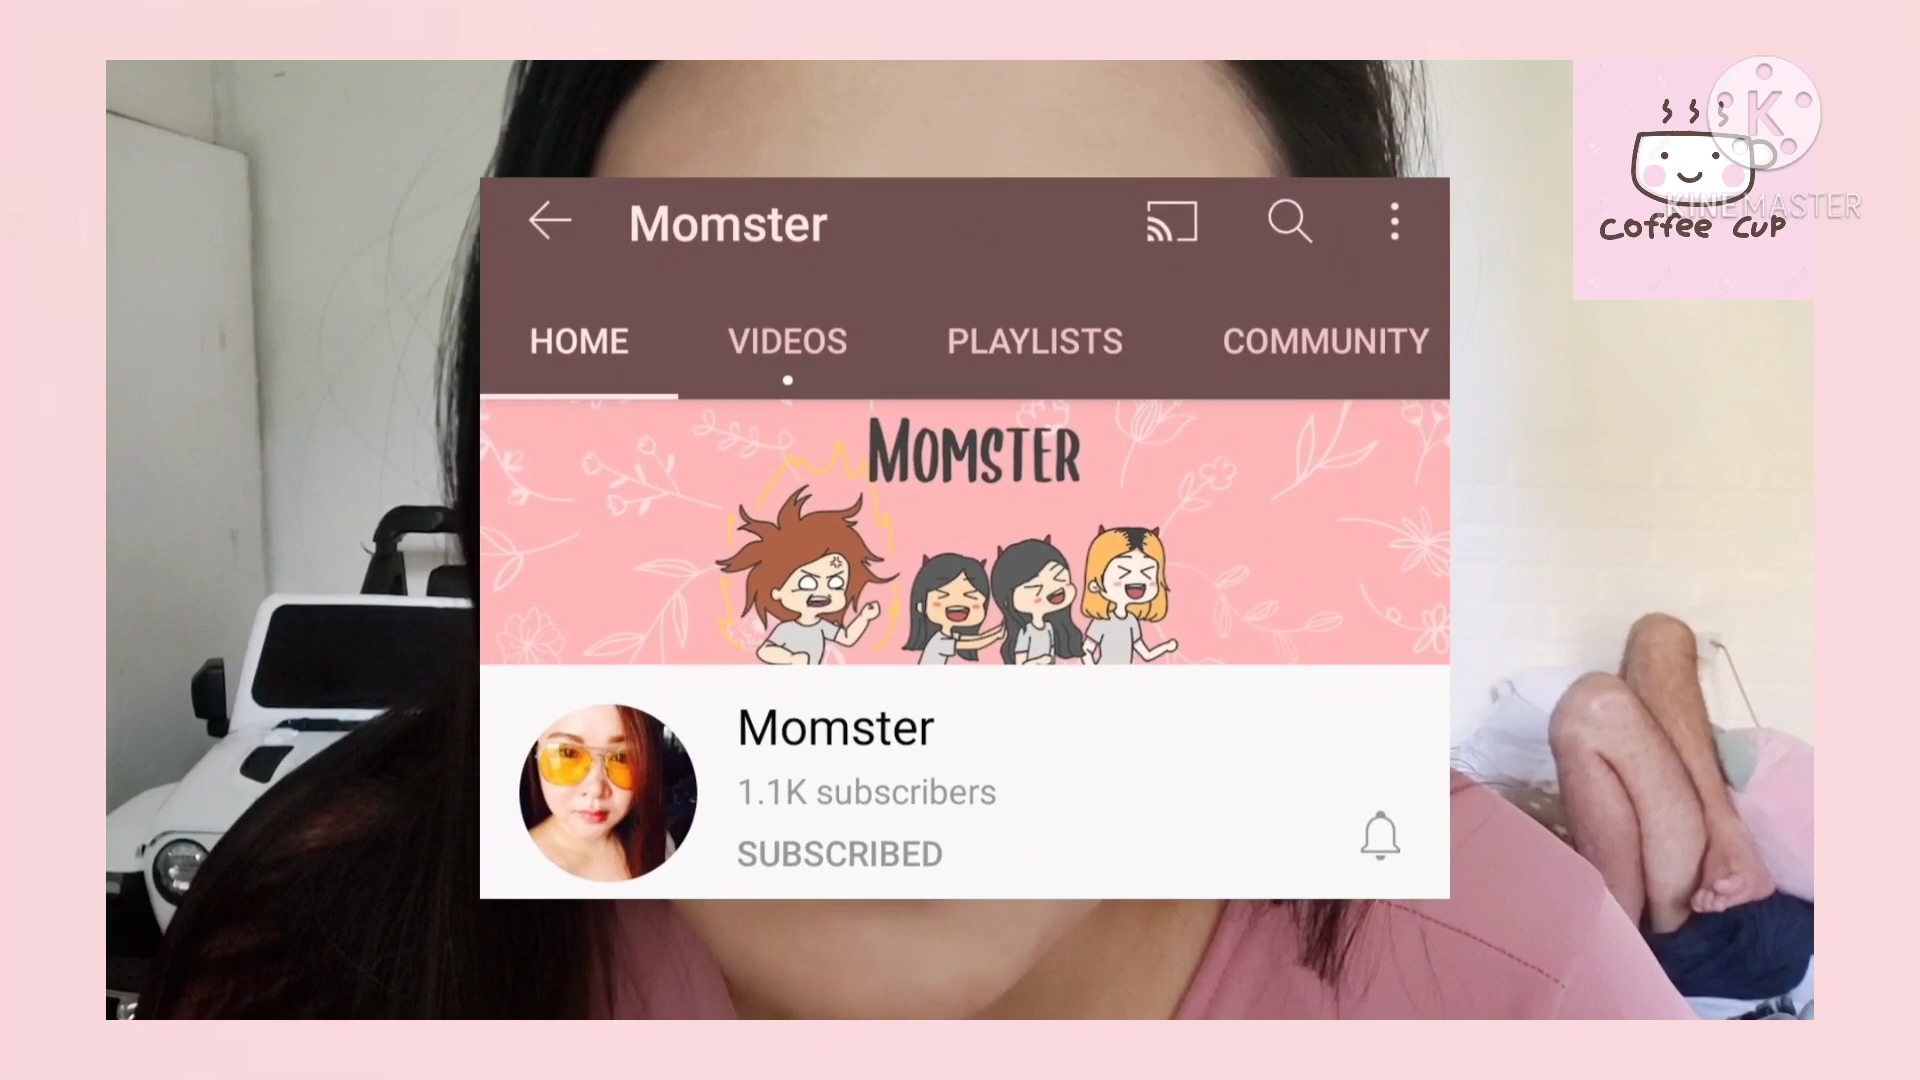 Momster
HOME VIDEOS PLAYLISTS COMMUNITY
MOMSTER
Momster
1.1K subscribers
SUBSCRIBED
K
KINEMASTER
coffee cup